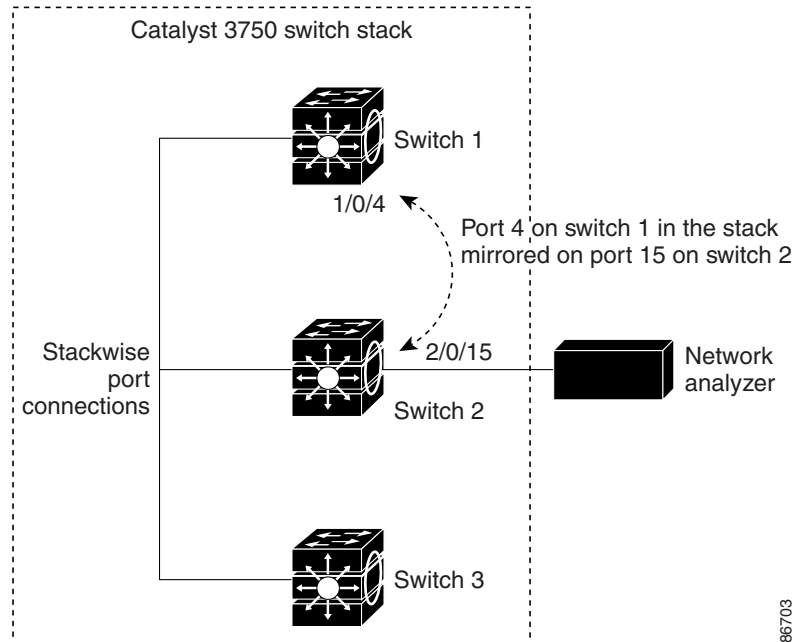 Catalyst 3750 switch stack
Switch 1
1/0/4
Port 4 on switch 1 in the stack
mirrored on port 15 on switch 2
Stackwise
port
connections
2/0/15
Switch 2
Network
analyzer
Switch 3
86703